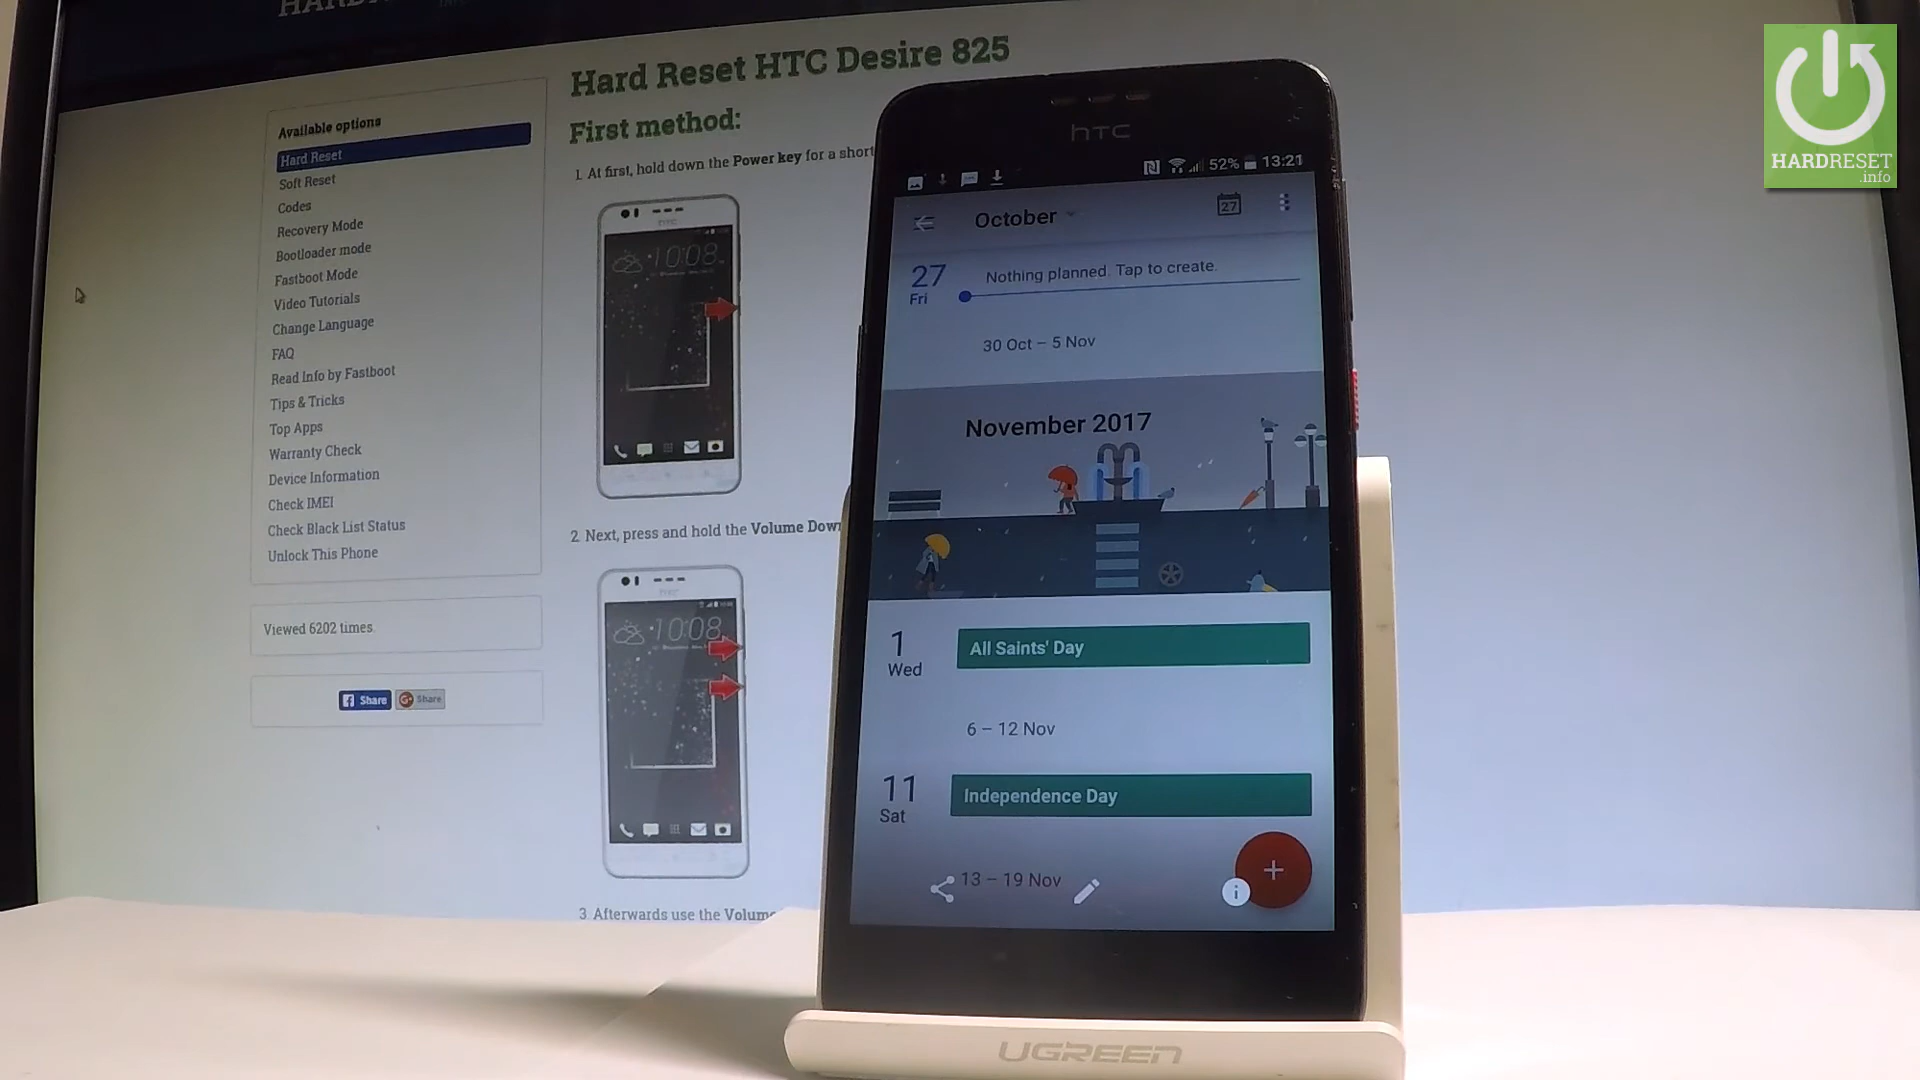 Hard Reset HTC Desire 825
First method:
1. At first, hold down the Power key for a short
2. Next, press and hold the Volume Down
3. Afterwards use the Volume
Available options
Hard Reset
Soft Reset
Codes
Recovery Mode
Bootloader mode
Fastboot Mode
Video Tutorials
Change Language
FAQ
Read Info by Fastboot
Tips & Tricks
Top Apps
Warranty Check
Device Information
Check IMEI
Check Black List Status
Unlock This Phone
Viewed 6202 times
Share
G+ Share
10:08
10:08
hTC
52% 13:21
October
27
27
Fri
Nothing planned. Tap to create.
30 Oct – 5 Nov
November 2017
1
Wed
All Saints' Day
6 – 12 Nov
11
Sat
Independence Day
13 – 19 Nov
UGREEN
HARDRESET
.info